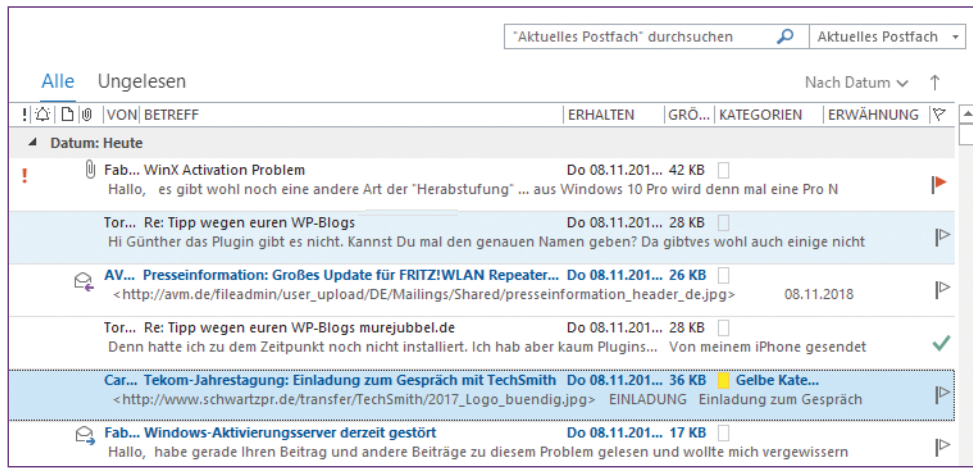 "Aktuelles Postfach" durchsuchen Aktuelles Postfach
Alle Ungelesen Nach Datum
! VON BETREFF ERHALTEN GRÖ... KATEGORIEN ERWÄHNUNG
Datum: Heute
! Fab... WinX Activation Problem Do 08.11.201... 42 KB
Hallo, es gibt wohl noch eine andere Art der "Herabstufung" ... aus Windows 10 Pro wird denn mal eine Pro N
Tor... Re: Tipp wegen euren WP-Blogs Do 08.11.201... 28 KB
Hi Günther das Plugin gibt es nicht. Kannst Du mal den genauen Namen geben? Da gibtves wohl auch einige nicht
AV... Presseinformation: Großes Update für FRITZ!WLAN Repeater... Do 08.11.201... 26 KB
<http://avm.de/fileadmin/user_upload/DE/Mailings/Shared/presseinformation_header_de.jpg> 08.11.2018
Tor... Re: Tipp wegen euren WP-Blogs murejubbel.de Do 08.11.201... 28 KB
Denn hatte ich zu dem Zeitpunkt noch nicht installiert. Ich hab aber kaum Plugins... Von meinem iPhone gesendet
Car... Tekom-Jahrestagung: Einladung zum Gespräch mit TechSmith Do 08.11.201... 36 KB Gelbe Kate...
<http://www.schwartzpr.de/transfer/TechSmith/2017_Logo_buendig.jpg> EINLADUNG Einladung zum Gespräch
Fab... Windows-Aktivierungsserver derzeit gestört Do 08.11.201... 17 KB
Hallo, habe gerade Ihren Beitrag und andere Beiträge zu diesem Problem gelesen und wollte mich vergewissern